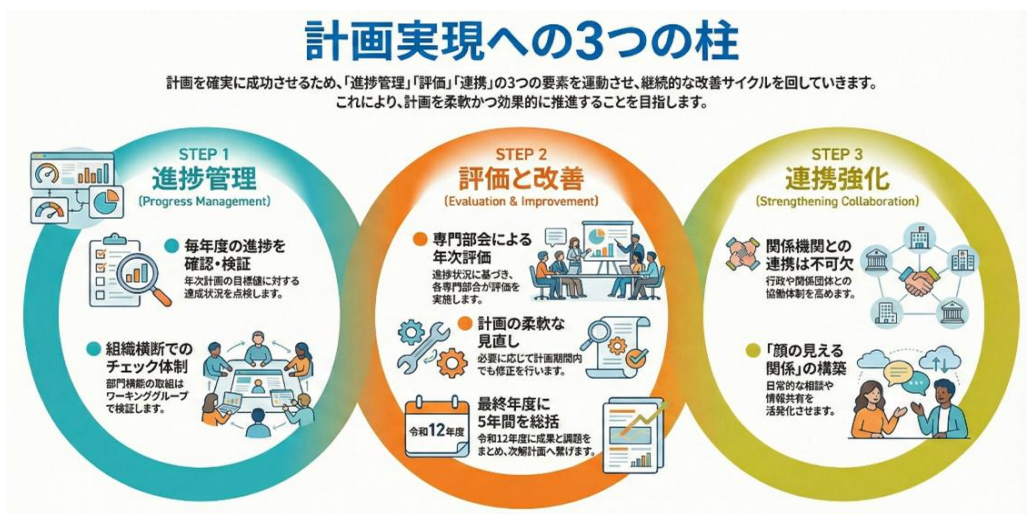 計画実現への3つの柱
計画を確実に成功させるため、「進捗管理」「評価」「連携」の3つの要素を運動させ、継続的な改善サイクルを回していきます。
これにより、計画を柔軟かつ効果的に推進することを目指します。
STEP 1
進捗管理
(Progress Management)
毎年度の進捗を
確認・検証
年次計画の目標値に対する
達成状況を点検します。
組織横断での
チェック体制
部門横能の取組は
ワーキンググループ
で検証します。
STEP 2
評価と改善
(Evaluation & Improvement)
専門部会による
年次評価
進捗状況に基づき、
各専門部会が評価を
実施します。
計画の柔軟な
見直し
必要に応じて計画期間内
でも修正を行います。
令和12年度
最終年度に
5年間を総括
令和12年度に成果と調題を
まとめ、次解計画へ繋げます。
STEP 3
連携強化
(Strengthening Collaboration)
関係機関との
連携は不可欠
行政や関係団体との
協働体制を高めます。
「顔の見える
関係」の構築
日常的な相談や
情報共有を
活発化させます。